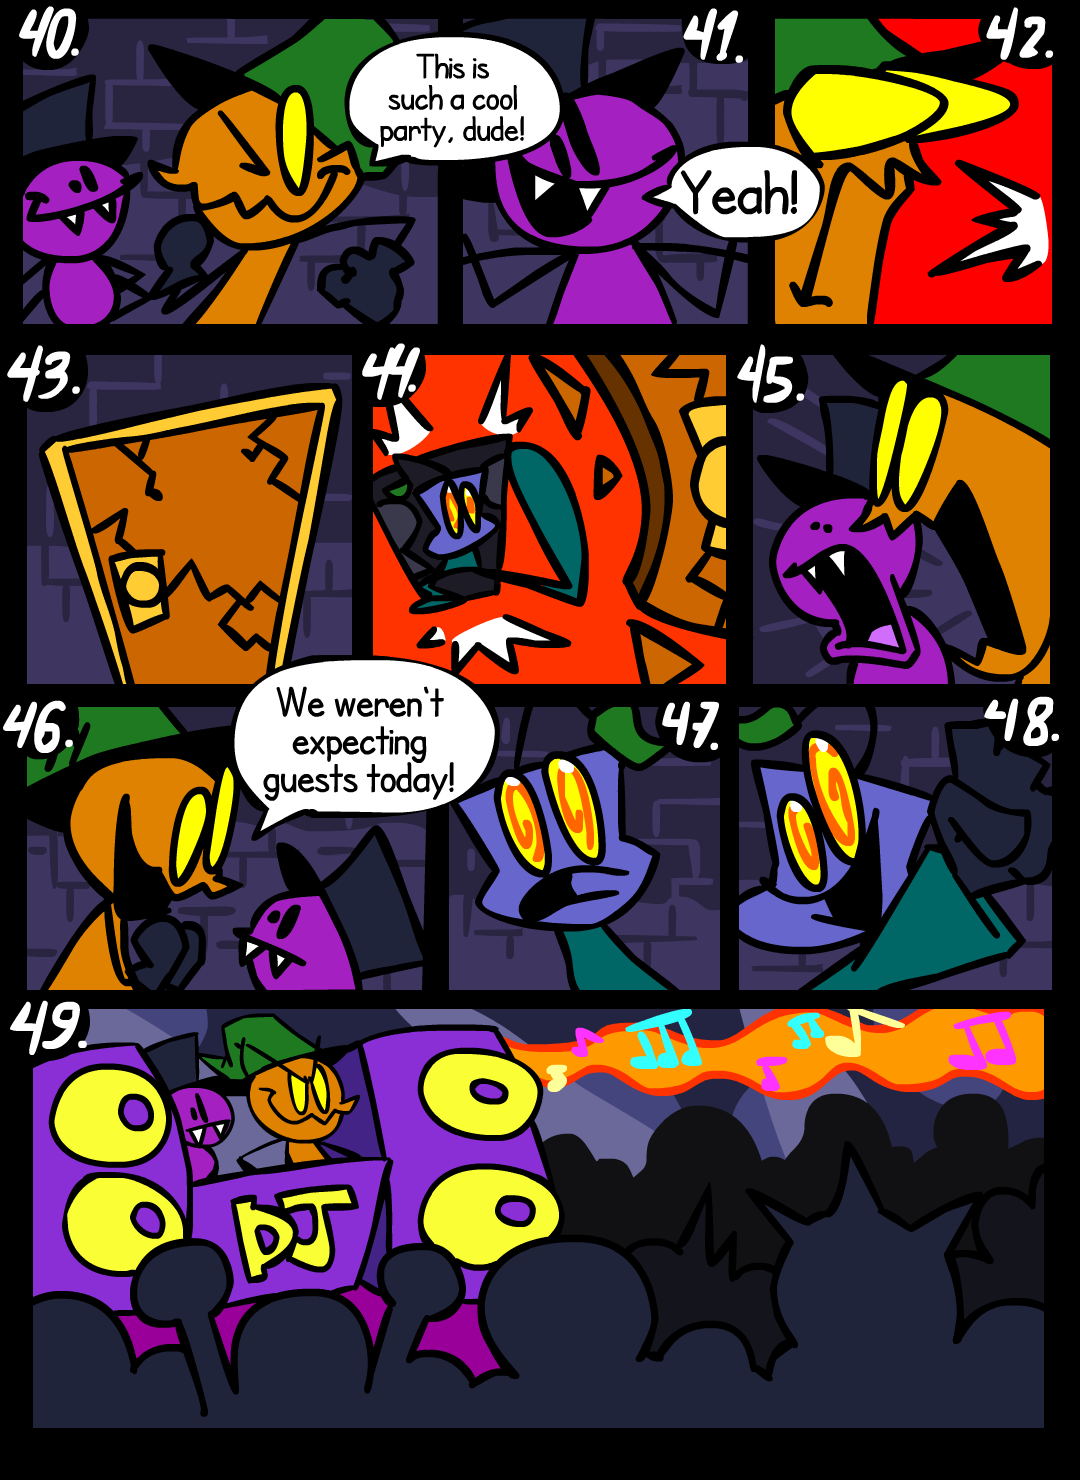 40.
This is
such a cool
party, dude!
41.
Yeah!
42.
43.
44.
45.
46.
We weren't
expecting
guests today!
47.
48.
49.
DJ